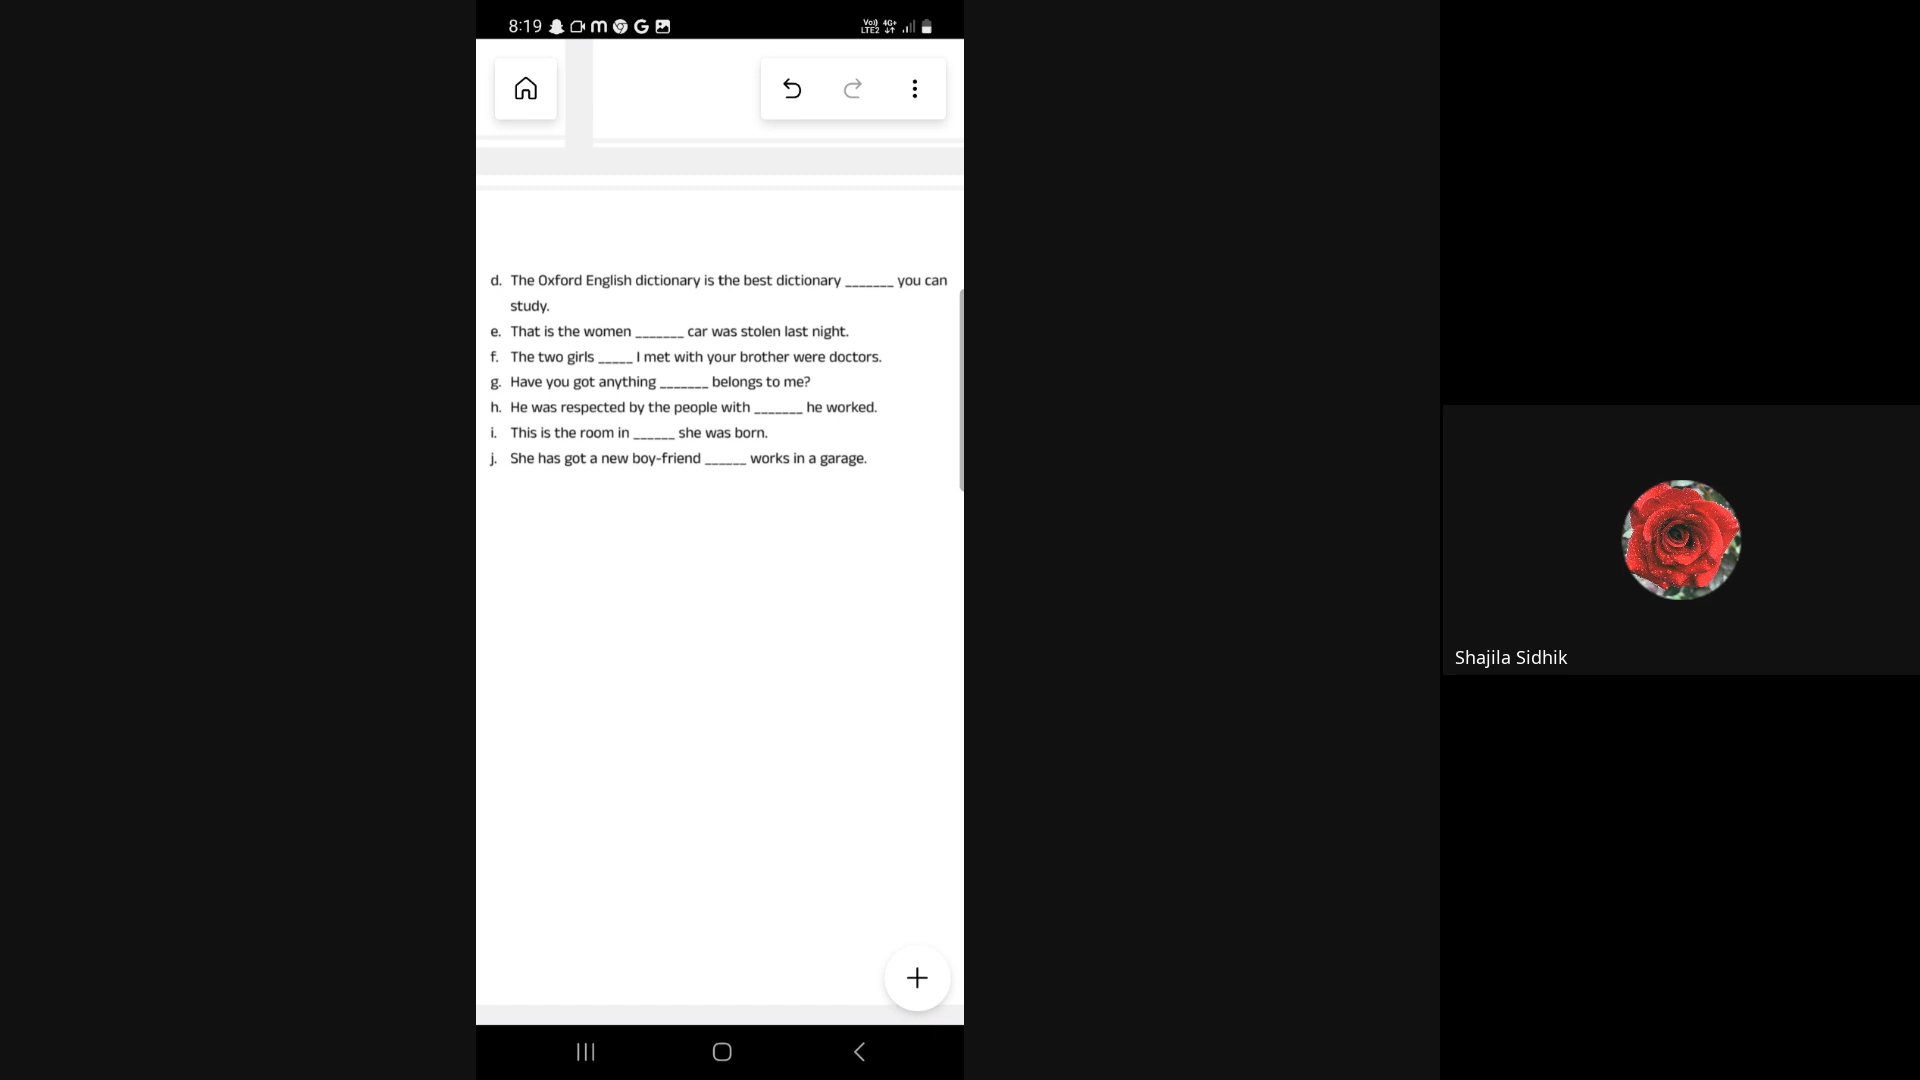 8:19
Vo)) 4G+
LTE2
d. The Oxford English dictionary is the best dictionary _______ you can
study.
e. That is the women _______ car was stolen last night.
f. The two girls _____ I met with your brother were doctors.
g. Have you got anything _______ belongs to me?
h. He was respected by the people with _______ he worked.
i. This is the room in ______ she was born.
j. She has got a new boy-friend ______ works in a garage.
Shajila Sidhik